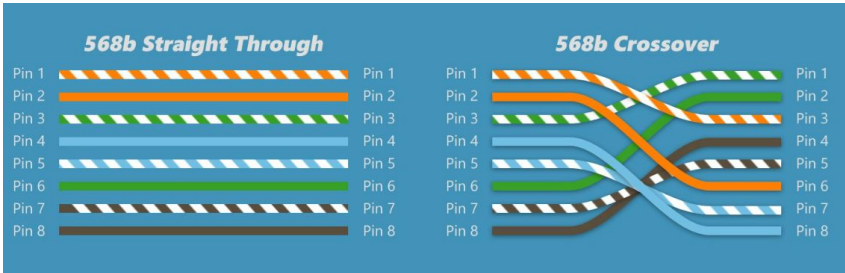 568b Straight Through
Pin 1 Pin 1
Pin 2 Pin 2
Pin 3 Pin 3
Pin 4 Pin 4
Pin 5 Pin 5
Pin 6 Pin 6
Pin 7 Pin 7
Pin 8 Pin 8
568b Crossover
Pin 1 Pin 1
Pin 2 Pin 2
Pin 3 Pin 3
Pin 4 Pin 4
Pin 5 Pin 5
Pin 6 Pin 6
Pin 7 Pin 7
Pin 8 Pin 8